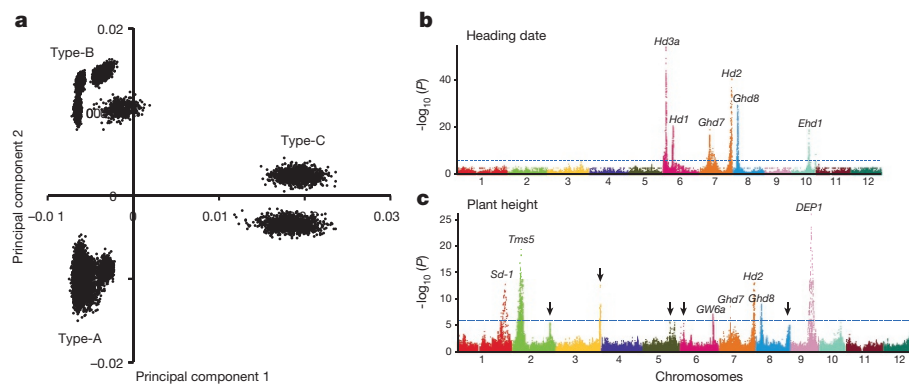 a
0.02
Type-B
Type-C
Principal component 2
0
−0.01
0
0.01
0.03
Type-A
−0.02
Principal component 1
b
Heading date
Hd3a
Hd2
Hd1
Ghd7
Ghd8
Ehd1
-log10 (P)
40
20
0
1 2 3 4 5 6 7 8 9 10 11 12
c
Plant height
DEP1
Tms5
Sd-1
Hd2
Ghd7
Ghd8
GW6a
-log10 (P)
25
20
15
10
5
0
1 2 3 4 5 6 7 8 9 10 11 12
Chromosomes